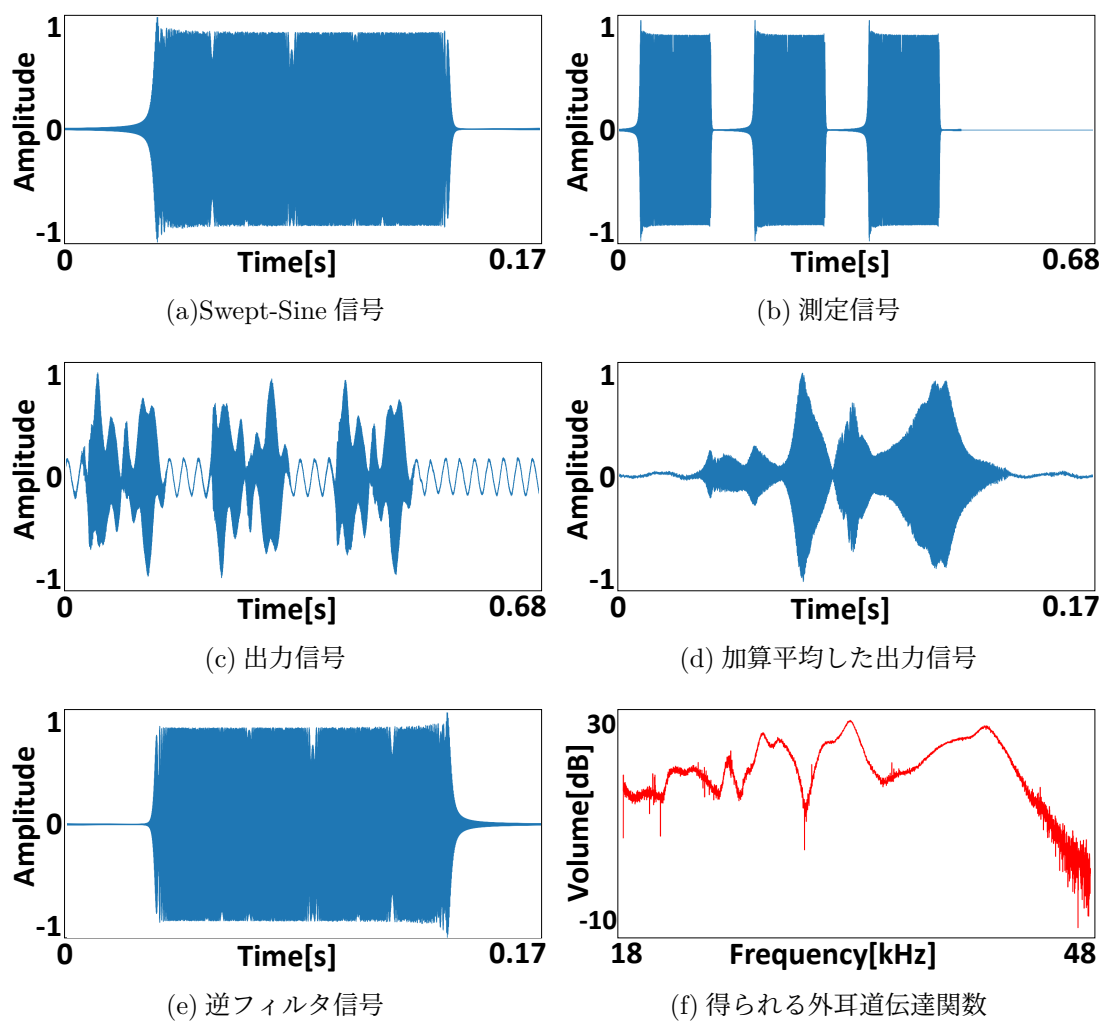 1
Amplitude
0
-1
0
Time[s]
0.17
(a)Swept-Sine 信号
1
Amplitude
0
-1
0
Time[s]
0.68
(b) 測定信号
1
Amplitude
0
-1
0
Time[s]
0.68
(c) 出力信号
1
Amplitude
0
-1
0
Time[s]
0.17
(d) 加算平均した出力信号
1
Amplitude
0
-1
0
Time[s]
0.17
(e) 逆フィルタ信号
30
Volume[dB]
-10
18
Frequency[kHz]
48
(f) 得られる外耳道伝達関数